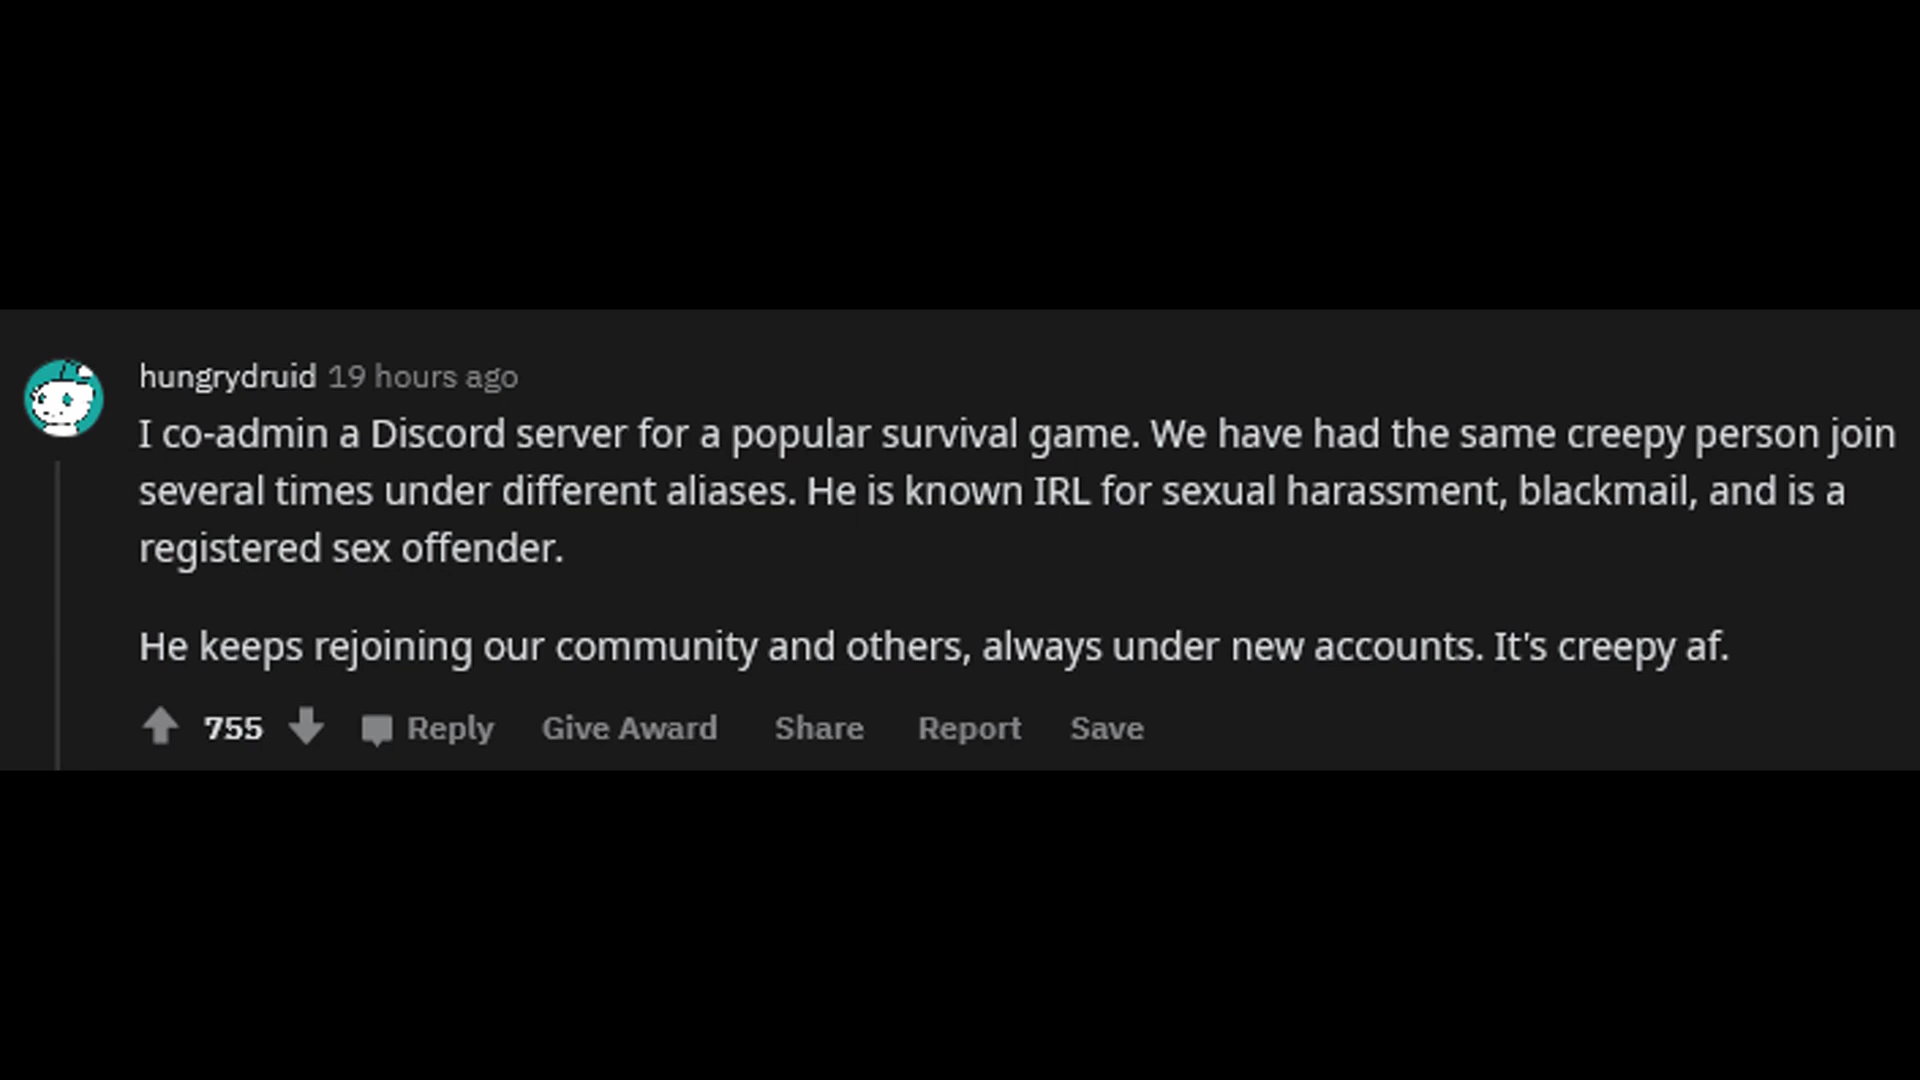 hungrydruid 19 hours ago
I co-admin a Discord server for a popular survival game. We have had the same creepy person join
several times under different aliases. He is known IRL for sexual harassment, blackmail, and is a
registered sex offender.
He keeps rejoining our community and others, always under new accounts. It's creepy af.
755 Reply Give Award Share Report Save